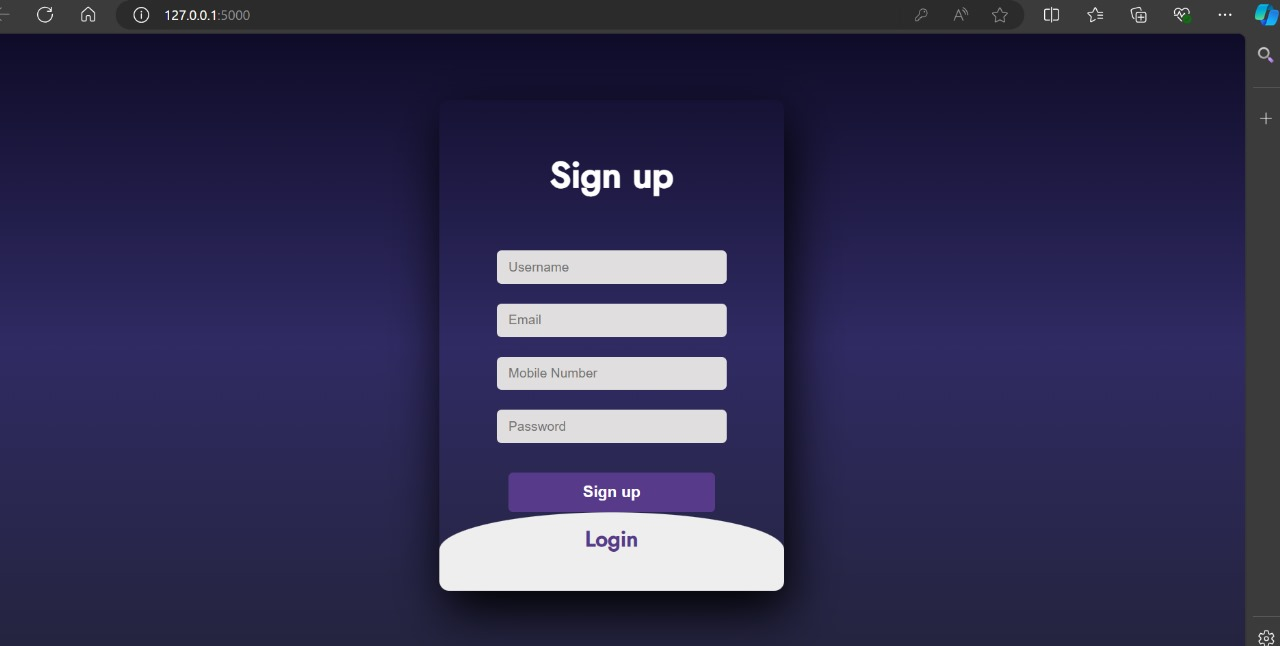 127.0.0.1:5000
Sign up
Username
Email
Mobile Number
Password
Sign up
Login